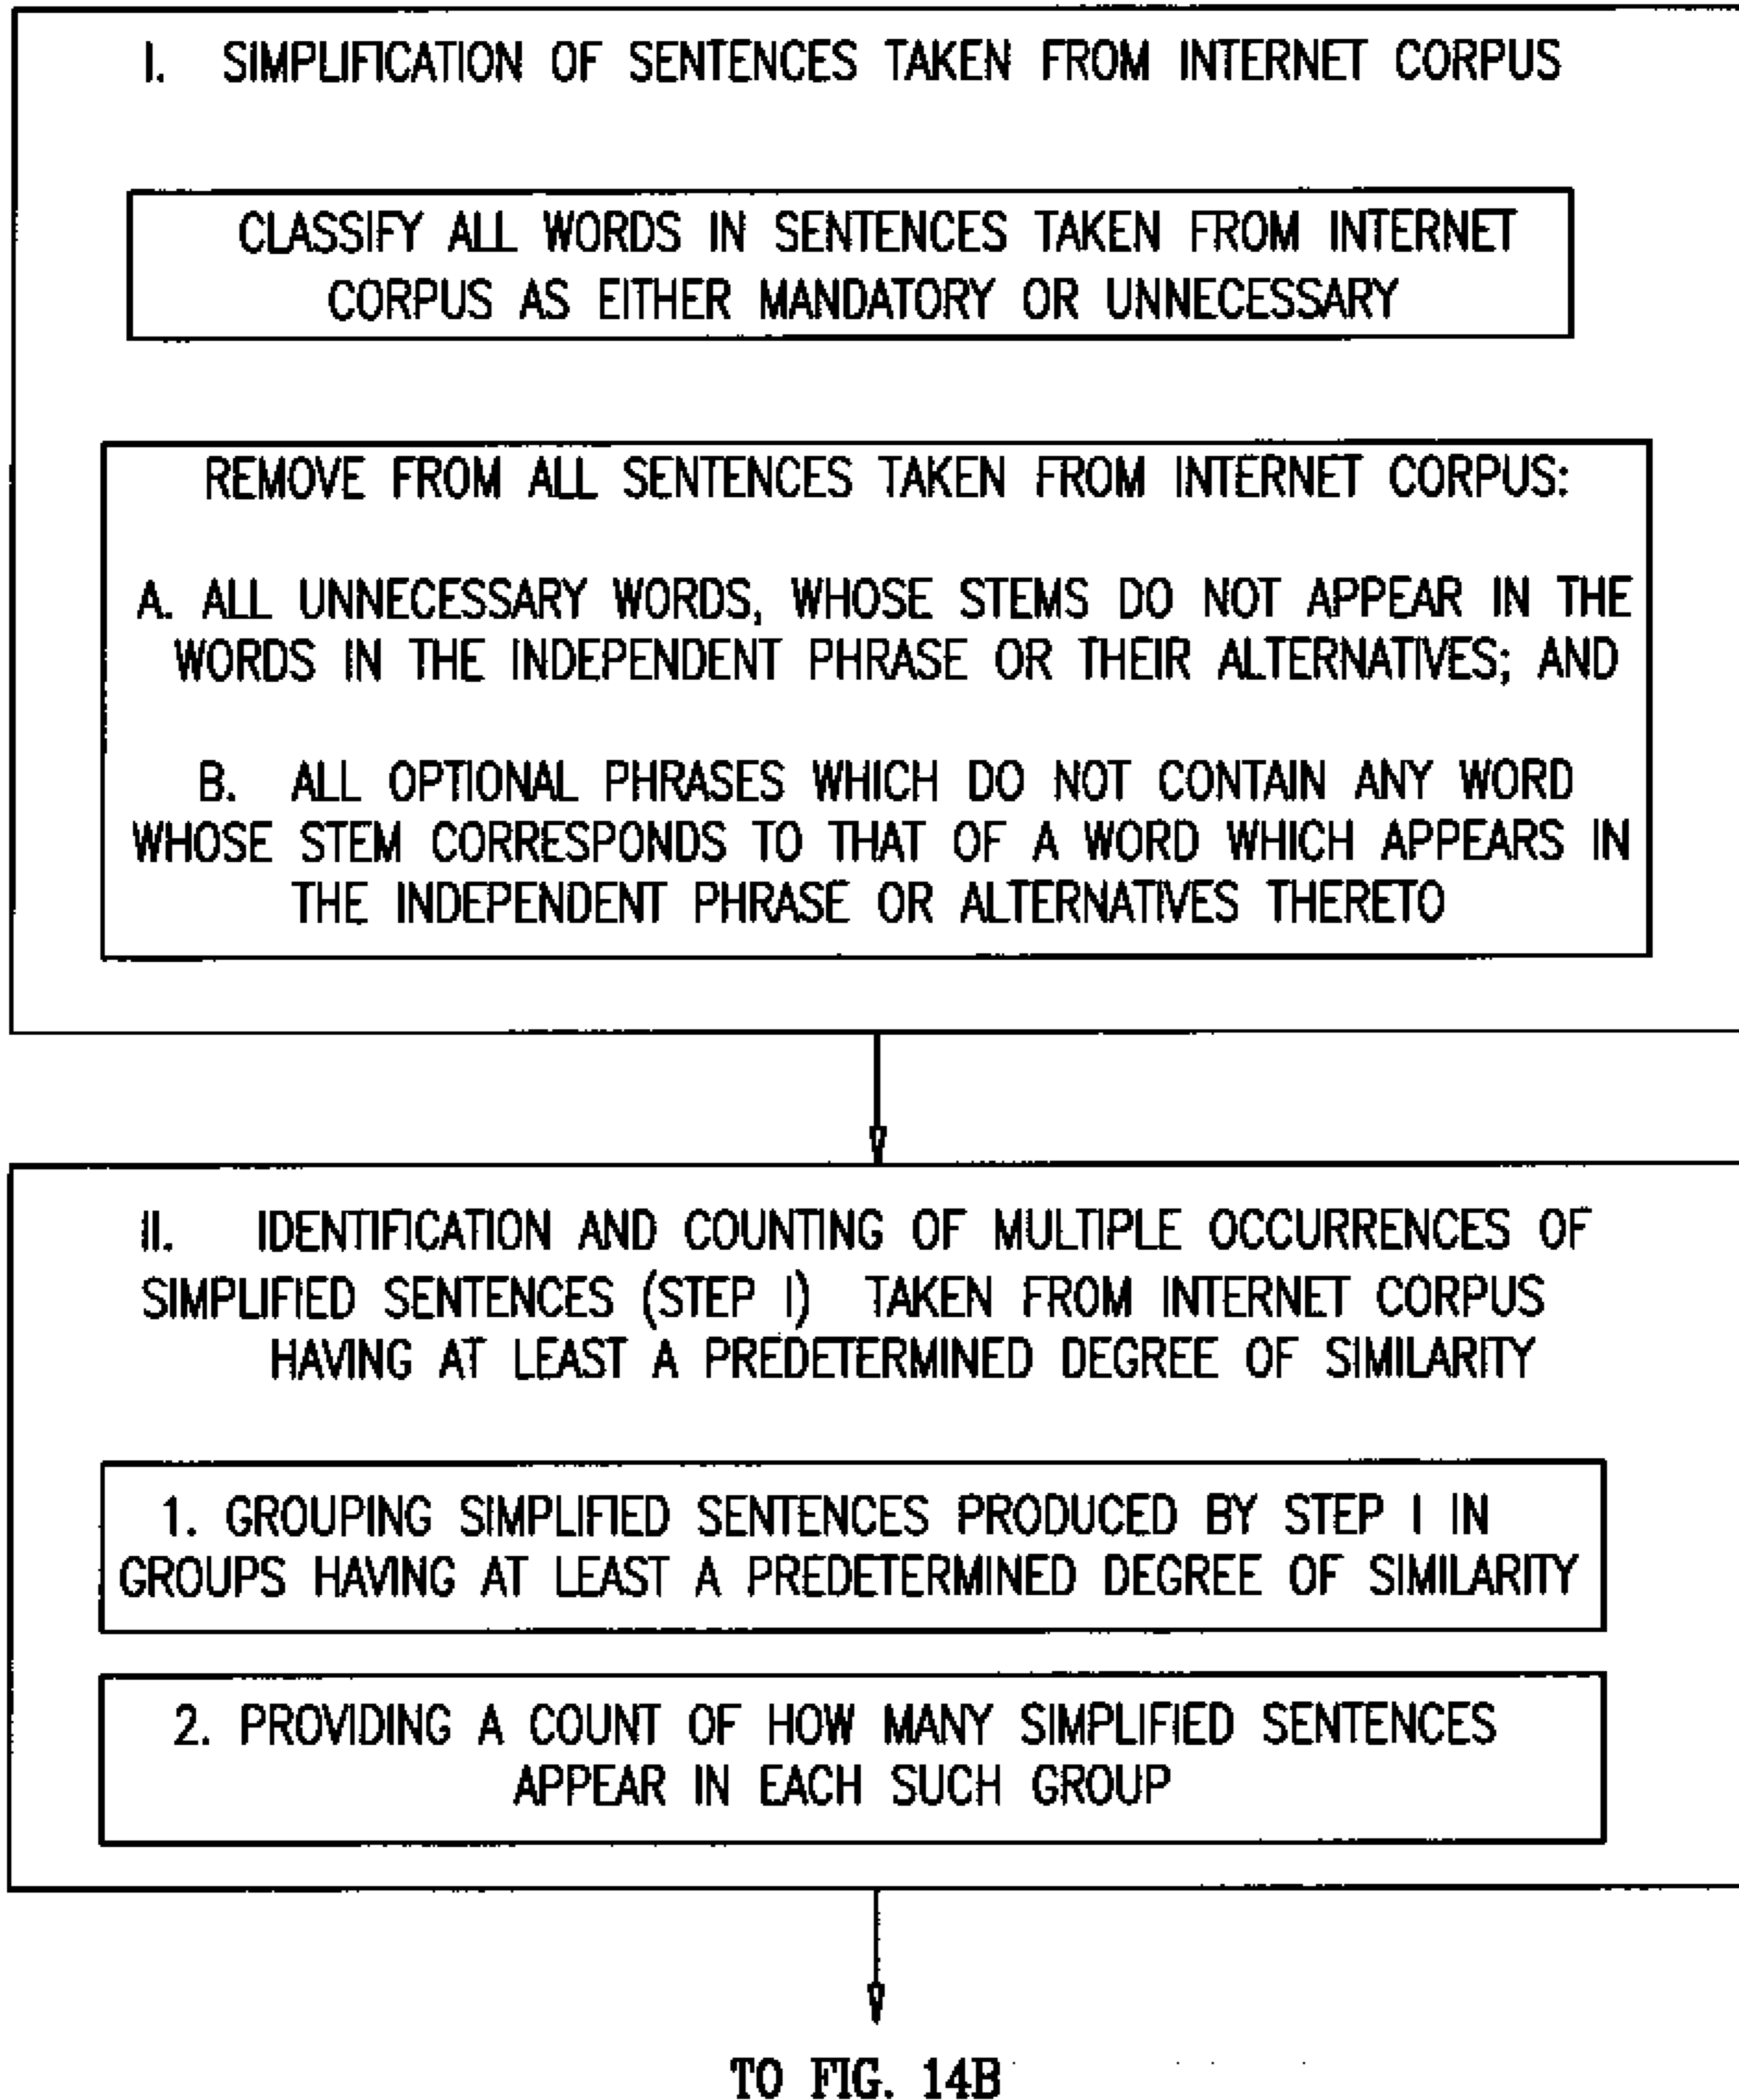 I. SIMPLIFICATION OF SENTENCES TAKEN FROM INTERNET CORPUS
CLASSIFY ALL WORDS IN SENTENCES TAKEN FROM INTERNET
CORPUS AS EITHER MANDATORY OR UNNECESSARY
REMOVE FROM ALL SENTENCES TAKEN FROM INTERNET CORPUS:
A. ALL UNNECESSARY WORDS, WHOSE STEMS DO NOT APPEAR IN THE
WORDS IN THE INDEPENDENT PHRASE OR THEIR ALTERNATIVES; AND
B. ALL OPTIONAL PHRASES WHICH DO NOT CONTAIN ANY WORD
WHOSE STEM CORRESPONDS TO THAT OF A WORD WHICH APPEARS IN
THE INDEPENDENT PHRASE OR ALTERNATIVES THERETO
II. IDENTIFICATION AND COUNTING OF MULTIPLE OCCURRENCES OF
SIMPLIFIED SENTENCES (STEP I) TAKEN FROM INTERNET CORPUS
HAVING AT LEAST A PREDETERMINED DEGREE OF SIMILARITY
1. GROUPING SIMPLIFIED SENTENCES PRODUCED BY STEP I IN
GROUPS HAVING AT LEAST A PREDETERMINED DEGREE OF SIMILARITY
2. PROVIDING A COUNT OF HOW MANY SIMPLIFIED SENTENCES
APPEAR IN EACH SUCH GROUP
TO FIG. 14B